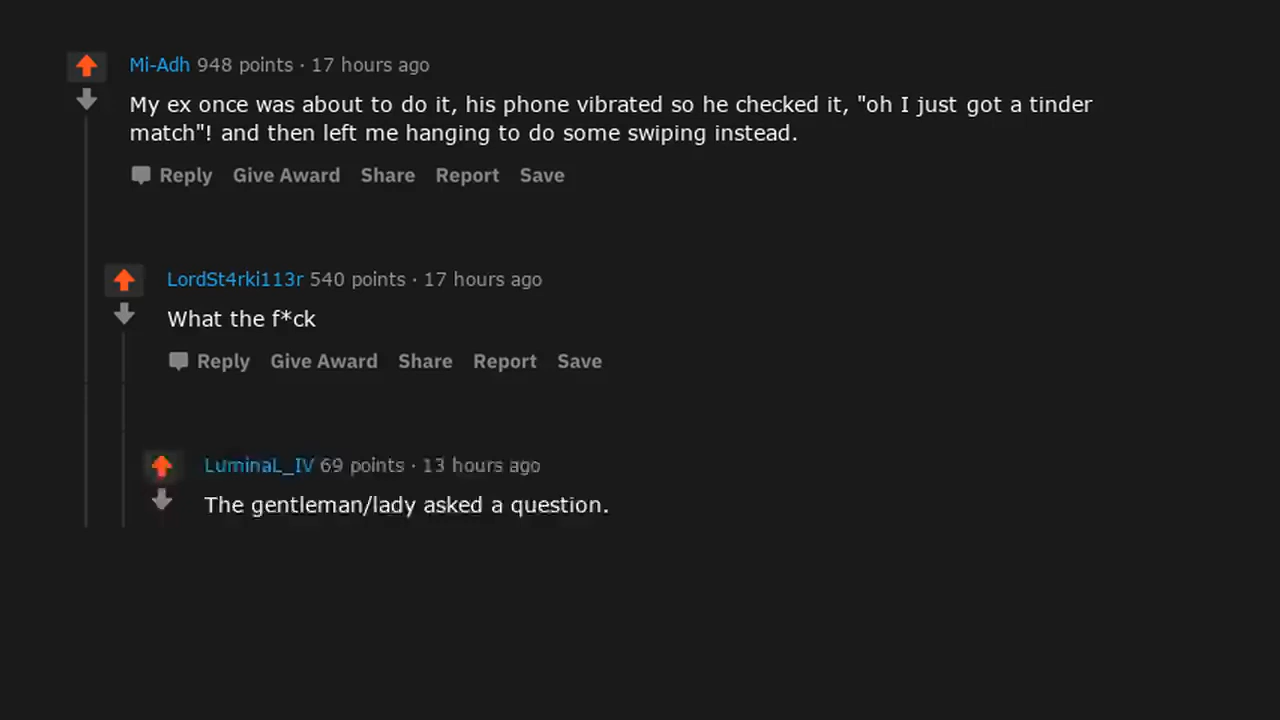 Mi-Adh 948 points · 17 hours ago
My ex once was about to do it, his phone vibrated so he checked it, "oh I just got a tinder
match"! and then left me hanging to do some swiping instead.
Reply Give Award Share Report Save
LordSt4rki113r 540 points · 17 hours ago
What the f*ck
Reply Give Award Share Report Save
LuminaL_IV 69 points · 13 hours ago
The gentleman/lady asked a question.